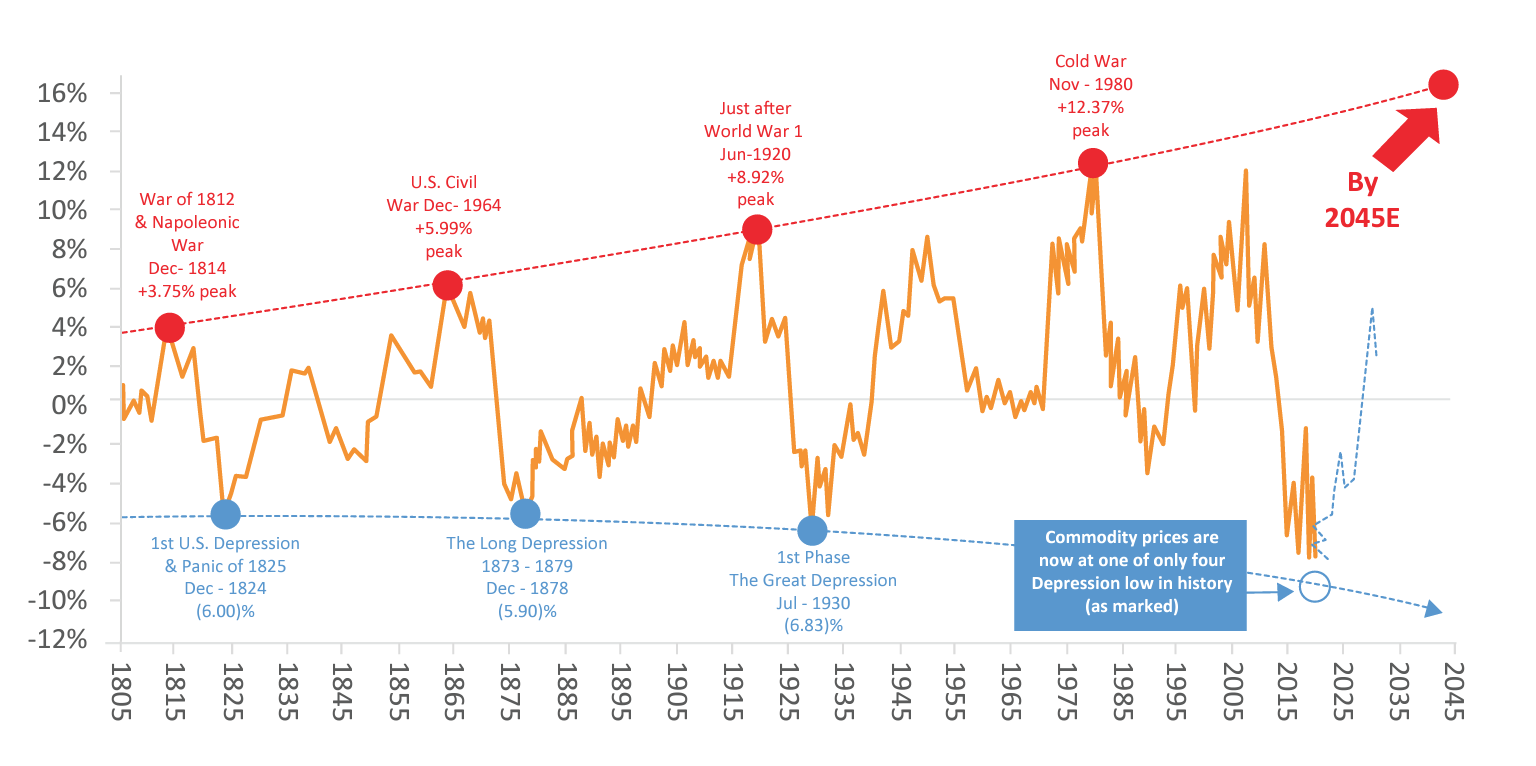 Cold War
Nov - 1980
+12.37%
peak
Just after
World War 1
Jun-1920
+8.92%
peak
U.S. Civil
War Dec- 1964
+5.99%
peak
War of 1812
& Napoleonic
War
Dec- 1814
+3.75% peak
By
2045E
16%
14%
12%
10%
8%
6%
4%
2%
0%
-2%
-4%
-6%
-8%
-10%
-12%
1st U.S. Depression
& Panic of 1825
Dec - 1824
(6.00)%
The Long Depression
1873 - 1879
Dec - 1878
(5.90)%
1st Phase
The Great Depression
Jul - 1930
(6.83)%
Commodity prices are
now at one of only four
Depression low in history
(as marked)
1805
1815
1825
1835
1845
1855
1865
1875
1885
1895
1905
1915
1925
1935
1945
1955
1965
1975
1985
1995
2005
2015
2025
2035
2045